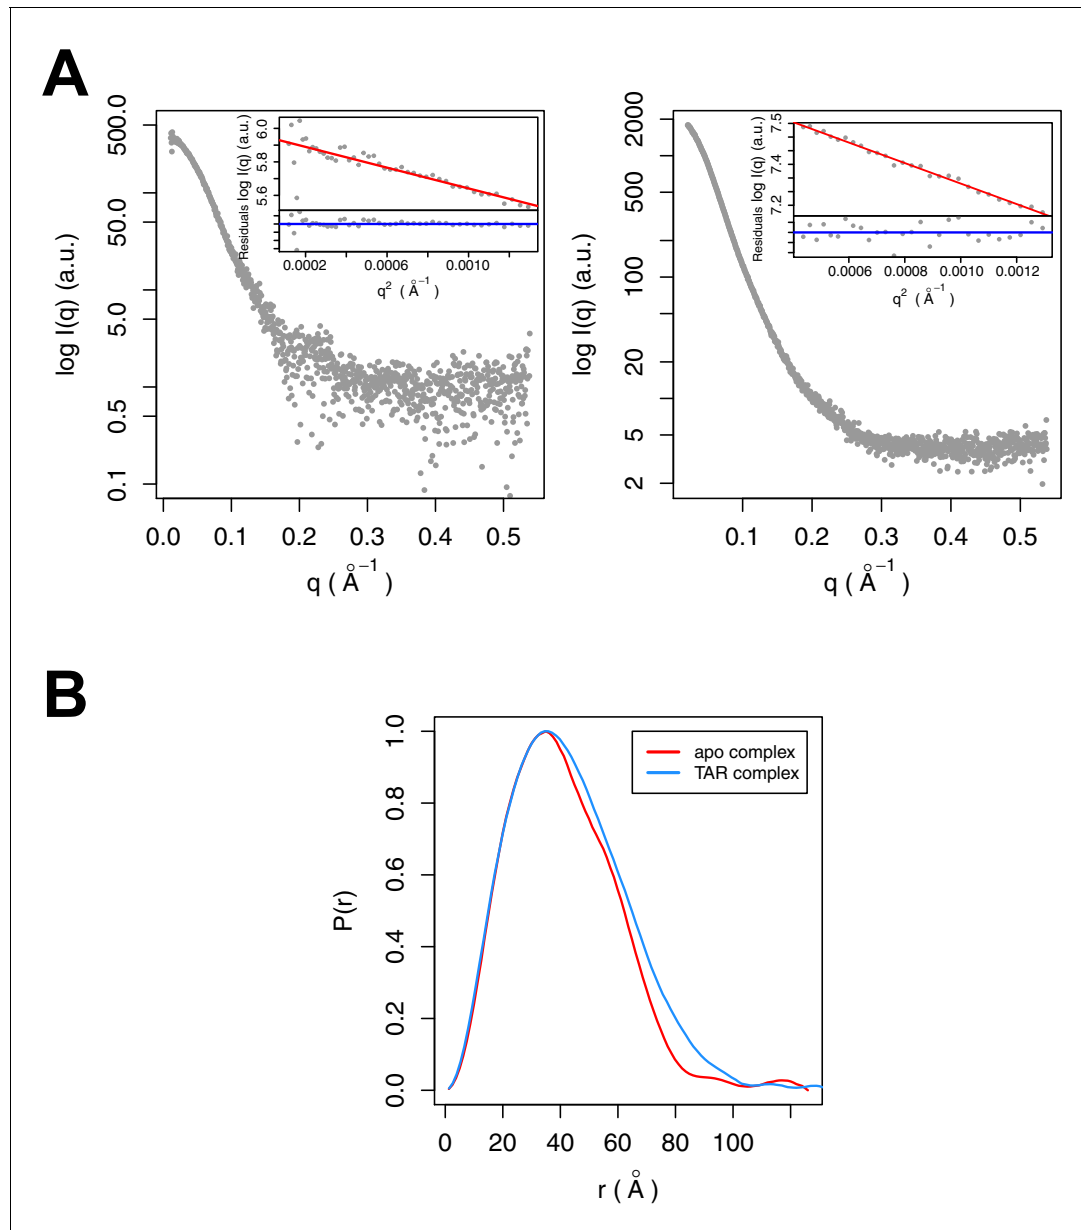 A
500.0
50.0
5.0
0.5
0.1
log I(q) (a.u.)
0.0 0.1 0.2 0.3 0.4 0.5
q ( Å⁻¹ )
6.0
5.8
5.6
Residuals log I(q) (a.u.)
0.0002 0.0006 0.0010
q² ( Å⁻¹ )
2000
500
100
20
5
2
log I(q) (a.u.)
0.1 0.2 0.3 0.4 0.5
q ( Å⁻¹ )
7.5
7.4
7.2
Residuals log I(q) (a.u.)
0.0006 0.0008 0.0010 0.0012
q² ( Å⁻¹ )
B
1.0
0.8
0.6
0.4
0.2
0.0
P(r)
apo complex
TAR complex
0 20 40 60 80 100
r ( Å )